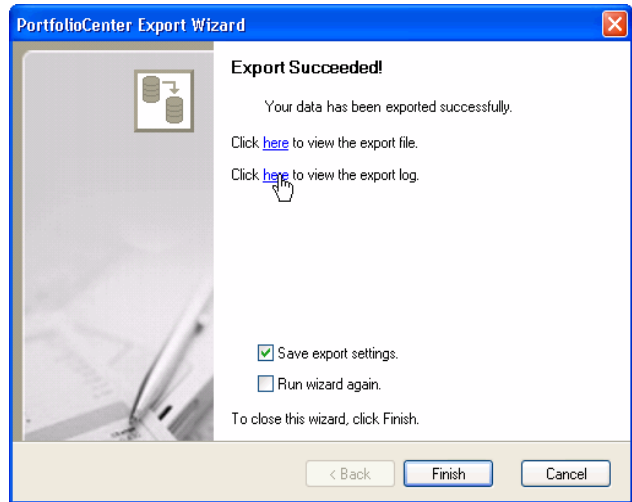 PortfolioCenter Export Wizard
Export Succeeded!
Your data has been exported successfully.
Click here to view the export file.
Click here to view the export log.
Save export settings.
Run wizard again.
To close this wizard, click Finish.
< Back Finish Cancel